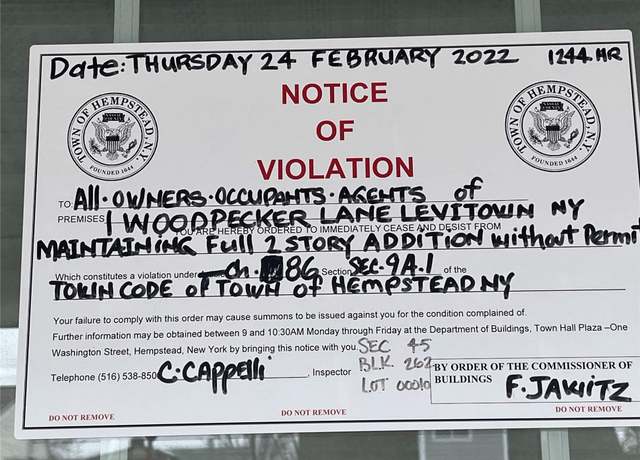 Date: THURSDAY 24 FEBRUARY 2022 1244 HR
NOTICE
OF
VIOLATION
TOWN OF HEMPSTEAD, N.Y.
FOUNDED 1644
TOWN OF HEMPSTEAD, N.Y.
FOUNDED 1644
TO: All·OWNERS·OCCUPANTS·AGENTS of
PREMISES 1 WOODPECKER LANE LEVITOWN NY
YOU ARE HEREBY ORDERED TO IMMEDIATELY CEASE AND DESIST FROM
MAINTAINING Full 2 STORY ADDITION without Permit
Which constitutes a violation under ch. 86 Section SEC. 9A.1 of the
TOWN CODE of TOWN of HEMPSTEAD NY
Your failure to comply with this order may cause summons to be issued against you for the condition complained of.
Further information may be obtained between 9 and 10:30AM Monday through Friday at the Department of Buildings, Town Hall Plaza –One
Washington Street, Hempstead, New York by bringing this notice with you.
SEC 45
BLK. 262
LOT 00010
Telephone (516) 538-850 C. CAPPElli , Inspector
BY ORDER OF THE COMMISSIONER OF
BUILDINGS F. JAWITZ
DO NOT REMOVE DO NOT REMOVE DO NOT REMOVE